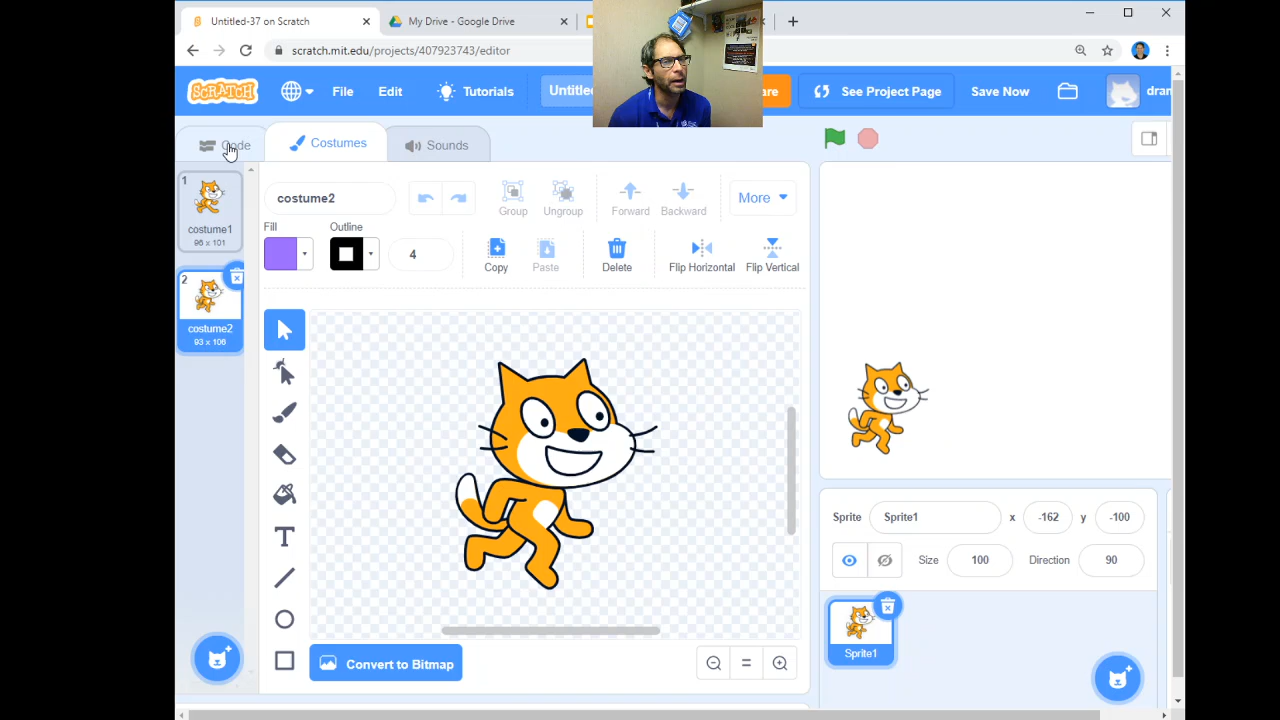 Untitled-37 on Scratch
My Drive - Google Drive
scratch.mit.edu/projects/407923743/editor
SCRATCH
File
Edit
Tutorials
Untitle
are
See Project Page
Save Now
dran
Code
Costumes
Sounds
1
costume1
96 x 101
2
costume2
93 x 106
costume2
Group
Ungroup
Forward
Backward
More
Fill
Outline
4
Copy
Paste
Delete
Flip Horizontal
Flip Vertical
T
Convert to Bitmap
Sprite
Sprite1
x
-162
y
-100
Size
100
Direction
90
Sprite1